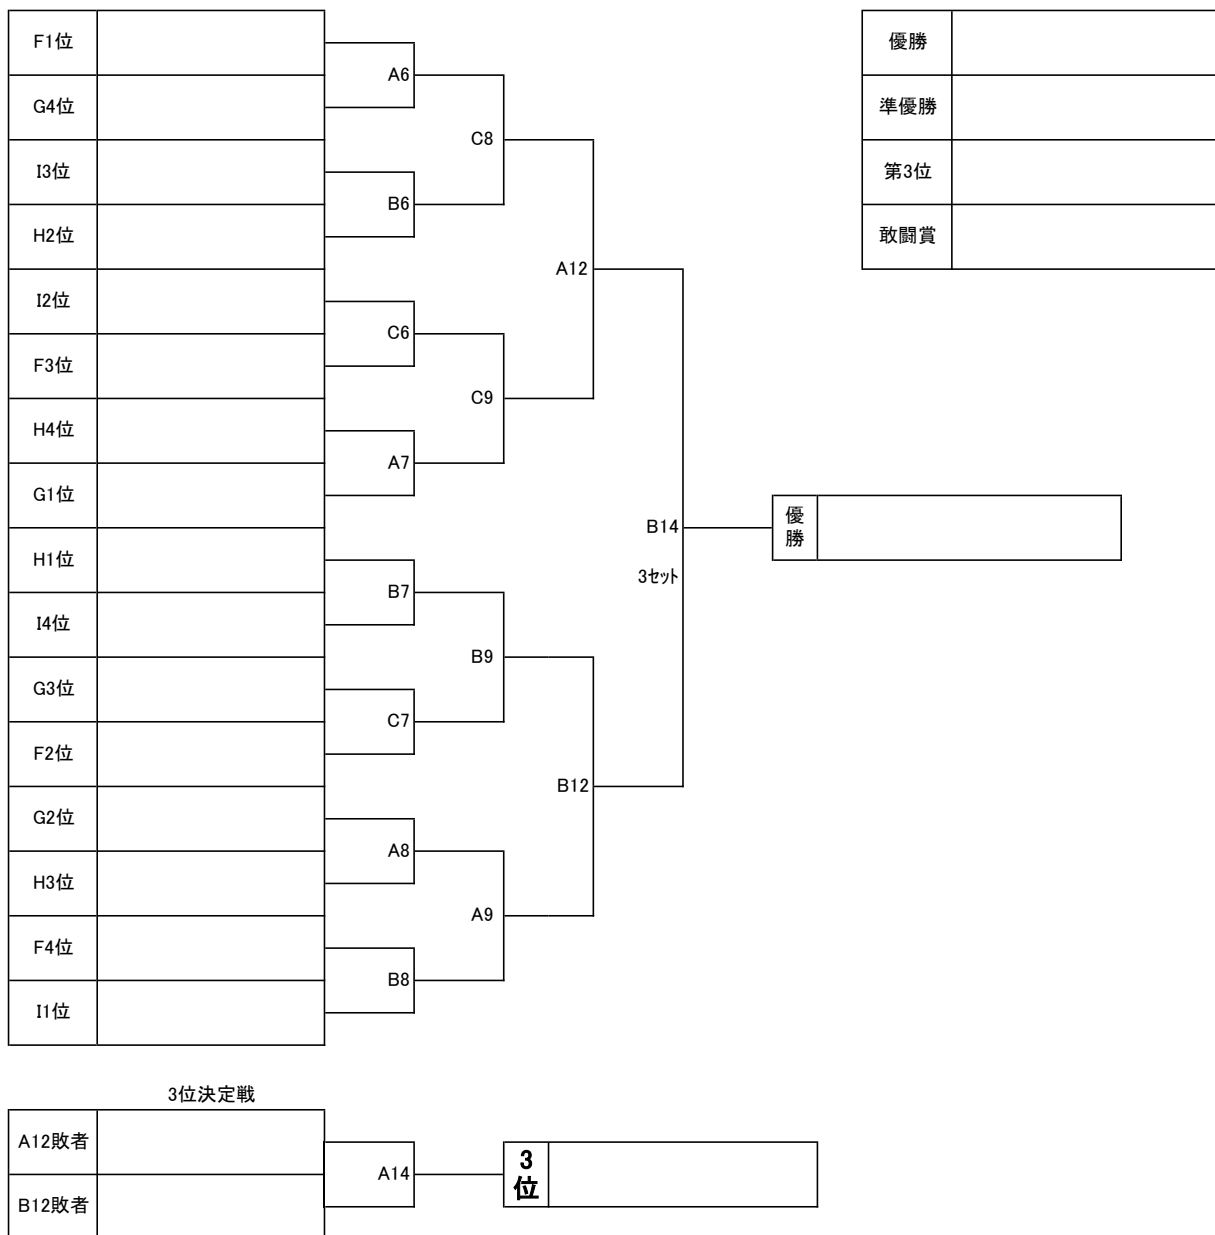 F1位
G4位
I3位
H2位
I2位
F3位
H4位
G1位
H1位
I4位
G3位
F2位
G2位
H3位
F4位
I1位
A6
B6
C6
A7
B7
C7
A8
B8
C8
C9
B9
A9
A12
B12
B14
3セット
優
勝
優勝
準優勝
第3位
敢闘賞
3位決定戦
A12敗者
B12敗者
A14
3
位